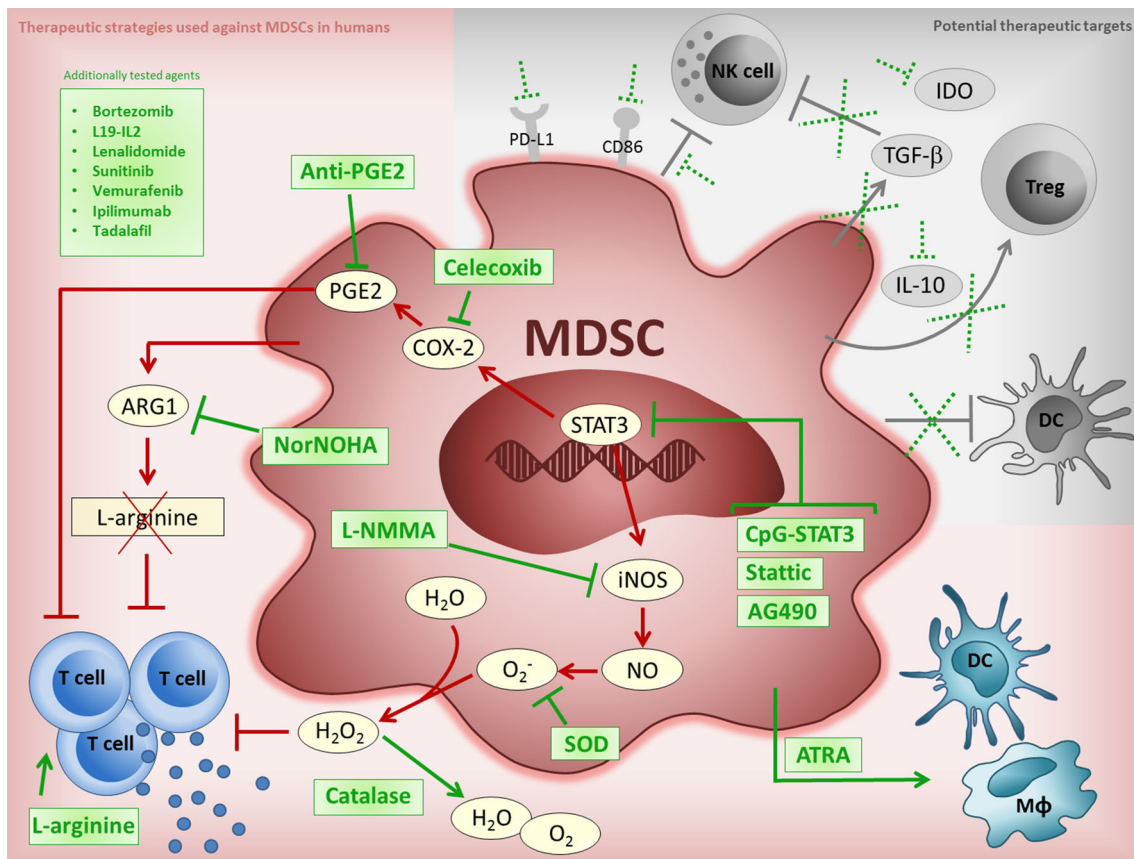 Therapeutic strategies used against MDSCs in humans
Potential therapeutic targets
Additionally tested agents
• Bortezomib
• L19-IL2
• Lenalidomide
• Sunitinib
• Vemurafenib
• Ipilimumab
• Tadalafil
NK cell
IDO
PD-L1
CD86
TGF-β
Treg
Anti-PGE2
Celecoxib
PGE2
IL-10
COX-2
MDSC
ARG1
STAT3
DC
NorNOHA
L-arginine
L-NMMA
CpG-STAT3
Stattic
AG490
iNOS
H2O
T cell
T cell
O2-
NO
DC
T cell
H2O2
SOD
ATRA
Catalase
L-arginine
H2O
O2
Mϕ